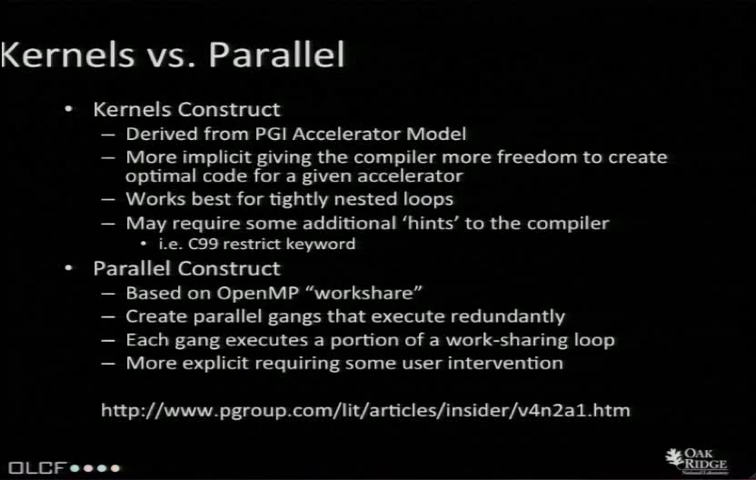 Kernels vs. Parallel
• Kernels Construct
– Derived from PGI Accelerator Model
– More implicit giving the compiler more freedom to create
optimal code for a given accelerator
– Works best for tightly nested loops
– May require some additional ‘hints’ to the compiler
• i.e. C99 restrict keyword
• Parallel Construct
– Based on OpenMP “workshare”
– Create parallel gangs that execute redundantly
– Each gang executes a portion of a work-sharing loop
– More explicit requiring some user intervention
http://www.pgroup.com/lit/articles/insider/v4n2a1.htm
OLCF
OAK
RIDGE
National Laboratory